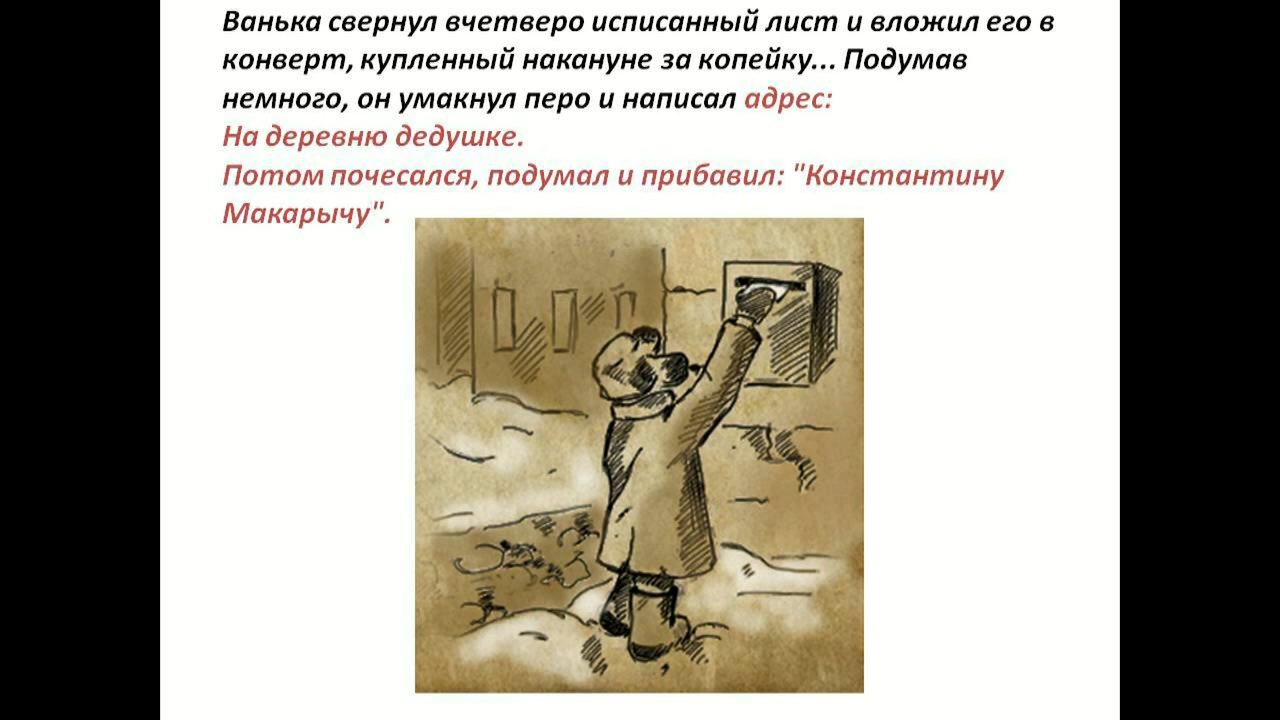 Ванька свернул вчетверо исписанный лист и вложил его в
конверт, купленный накануне за копейку... Подумав
немного, он умакнул перо и написал адрес:
На деревню дедушке.
Потом почесался, подумал и прибавил: "Константину
Макарычу".